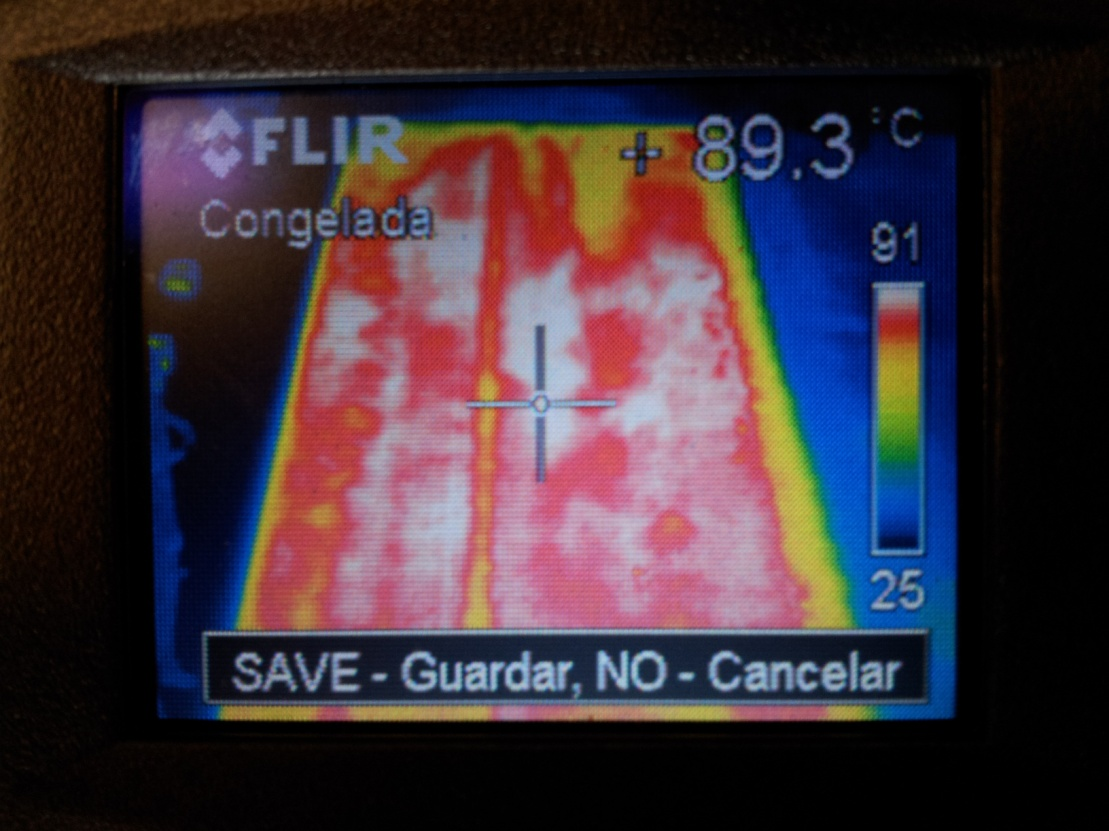 FLIR
+ 89.3 °C
Congelada
91
25
SAVE - Guardar, NO - Cancelar